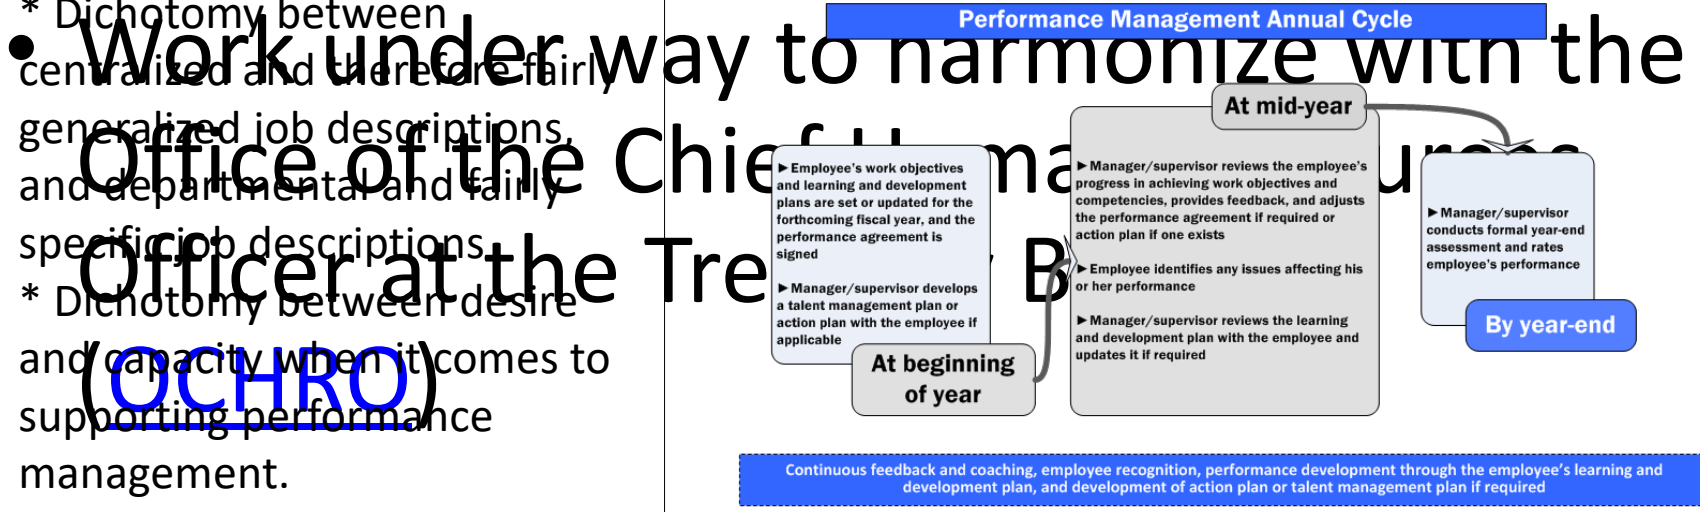 * Dichotomy between
centralized and therefore fairly
generalized job descriptions,
and departmental and fairly
specific job descriptions.
* Dichotomy between desire
and capacity when it comes to
supporting performance
management.
• Work under way to harmonize with the
Office of the Chief
Officer at the
(OCHRO)
Performance Management Annual Cycle
►Employee's work objectives
and learning and development
plans are set or updated for the
forthcoming fiscal year, and the
performance agreement is
signed
►Manager/supervisor develops
a talent management plan or
action plan with the employee if
applicable
At beginning
of year
At mid-year
►Manager/supervisor reviews the employee's
progress in achieving work objectives and
competencies, provides feedback, and adjusts
the performance agreement if required or
action plan if one exists
►Employee identifies any issues affecting his
or her performance
►Manager/supervisor reviews the learning
and development plan with the employee and
updates it if required
►Manager/supervisor
conducts formal year-end
assessment and rates
employee's performance
By year-end
Continuous feedback and coaching, employee recognition, performance development through the employee's learning and
development plan, and development of action plan or talent management plan if required